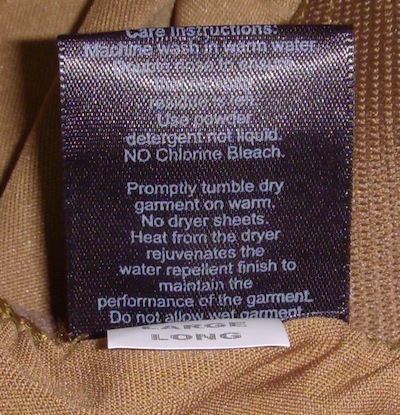 Care Instructions:
Machine wash in warm water
Use powder
detergent not liquid.
NO Chlorine Bleach.
Promptly tumble dry
garment on warm.
No dryer sheets.
Heat from the dryer
rejuvenates the
water repellent finish to
maintain the
performance of the garment.
Do not allow wet garment
LARGE
LONG